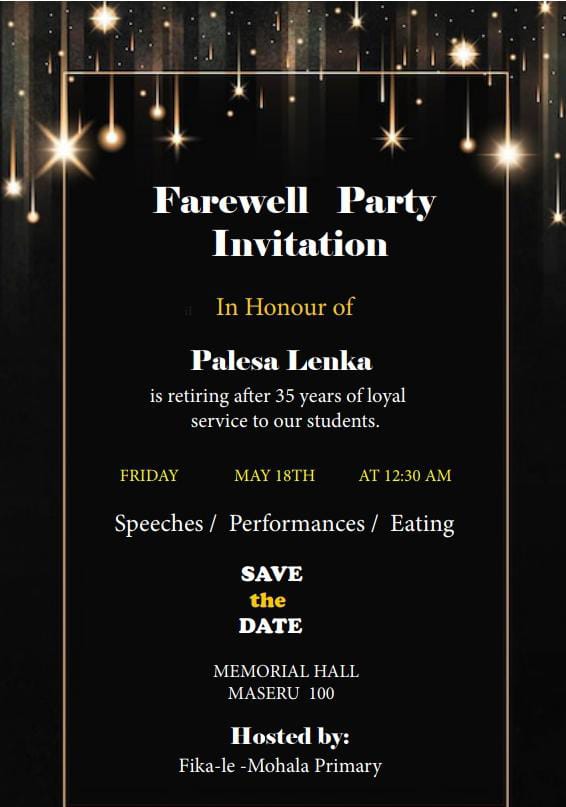 Farewell Party
Invitation
In Honour of
Palesa Lenka
is retiring after 35 years of loyal
service to our students.
FRIDAY MAY 18TH AT 12:30 AM
Speeches / Performances / Eating
SAVE
the
DATE
MEMORIAL HALL
MASERU 100
Hosted by:
Fika-le -Mohala Primary